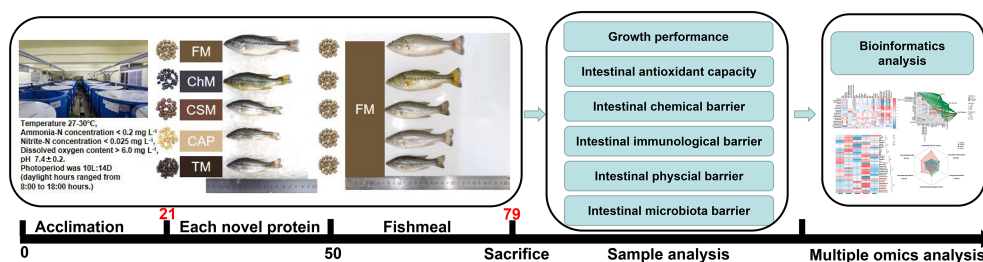 Temperature 27-30℃,
Ammonia-N concentration < 0.2 mg L⁻¹
Nitrite-N concentration < 0.025 mg L⁻¹,
Dissolved oxygen content > 6.0 mg L⁻¹,
pH 7.4±0.2.
Photoperiod was 10L:14D
(daylight hours ranged from
8:00 to 18:00 hours.)
FM
ChM
CSM
CAP
TM
FM
Growth performance
Intestinal antioxidant capacity
Intestinal chemical barrier
Intestinal immunological barrier
Intestinal physcial barrier
Intestinal microbiota barrier
Bioinformatics
analysis
21
79
Acclimation
Each novel protein
Fishmeal
0
50
Sacrifice
Sample analysis
Multiple omics analysis